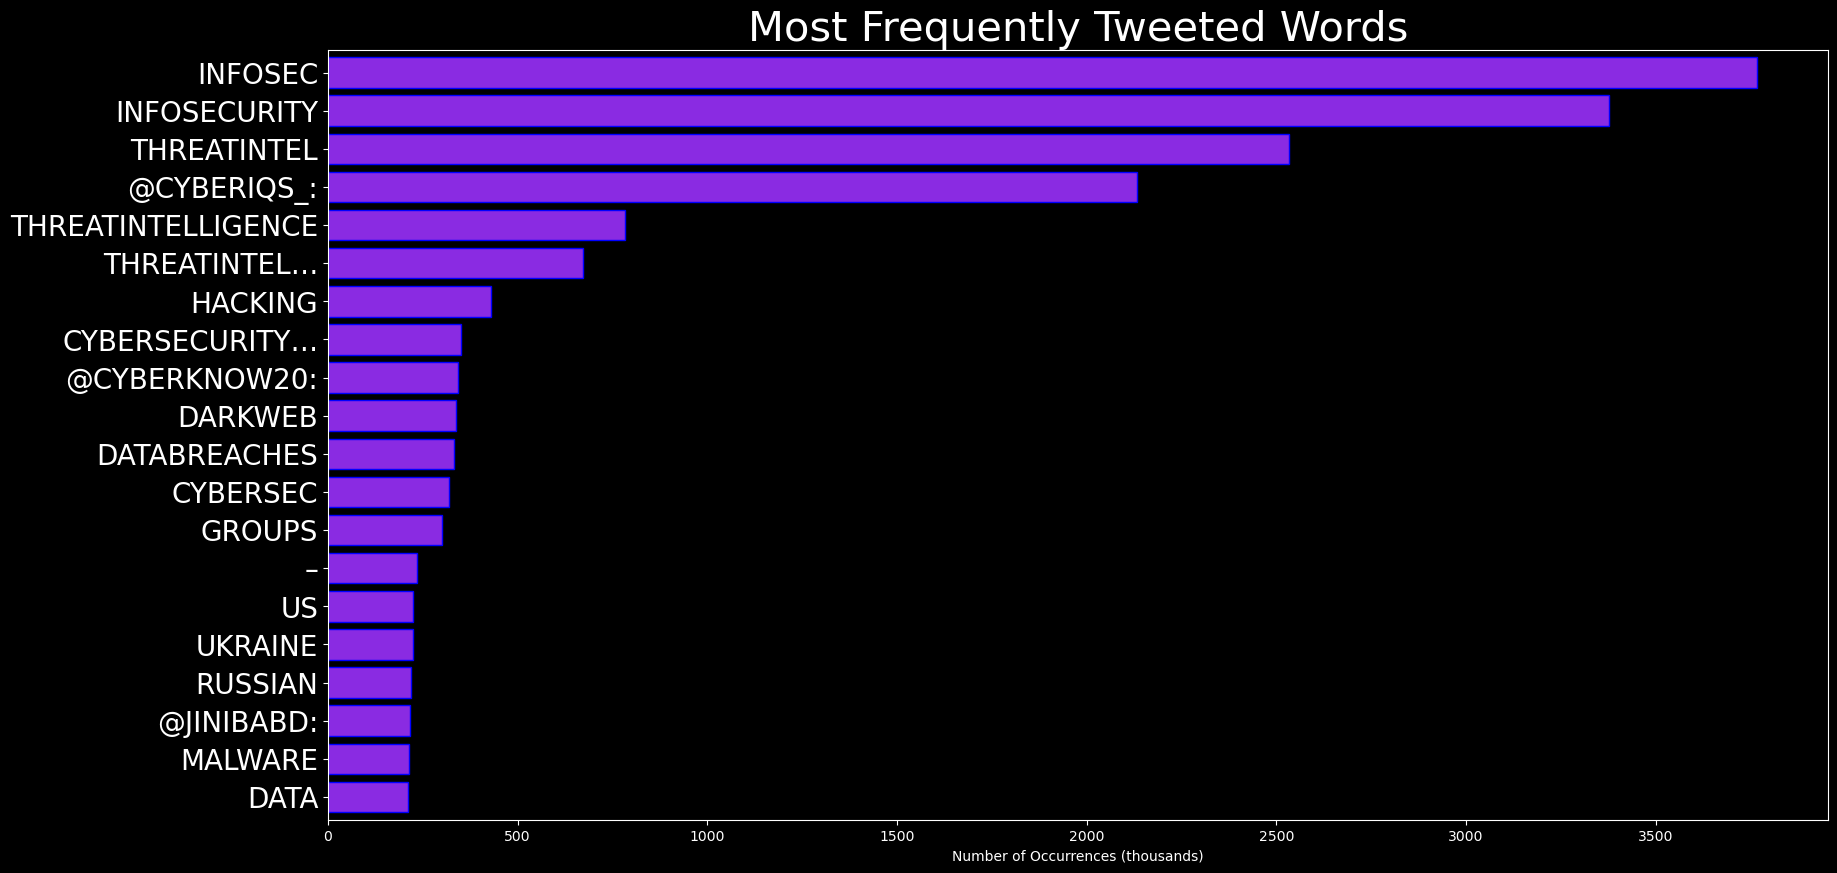 Most Frequently Tweeted Words
INFOSEC
INFOSECURITY
THREATINTEL
@CYBERIQS_:
THREATINTELLIGENCE
THREATINTEL…
HACKING
CYBERSECURITY…
@CYBERKNOW20:
DARKWEB
DATABREACHES
CYBERSEC
GROUPS
–
US
UKRAINE
RUSSIAN
@JINIBABD:
MALWARE
DATA
0 500 1000 1500 2000 2500 3000 3500
Number of Occurrences (thousands)